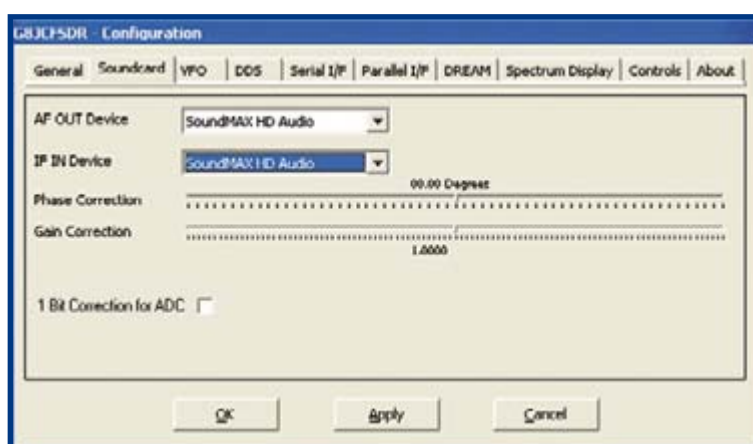 G8JCFSDR - Configuration
General Soundcard VFO DDS Serial I/F Parallel I/F DREAM Spectrum Display Controls About
AF OUT Device SoundMAX HD Audio
IF IN Device SoundMAX HD Audio
00.00 Degrees
Phase Correction
Gain Correction
1.0000
1 Bit Correction for ADC
OK Apply Cancel